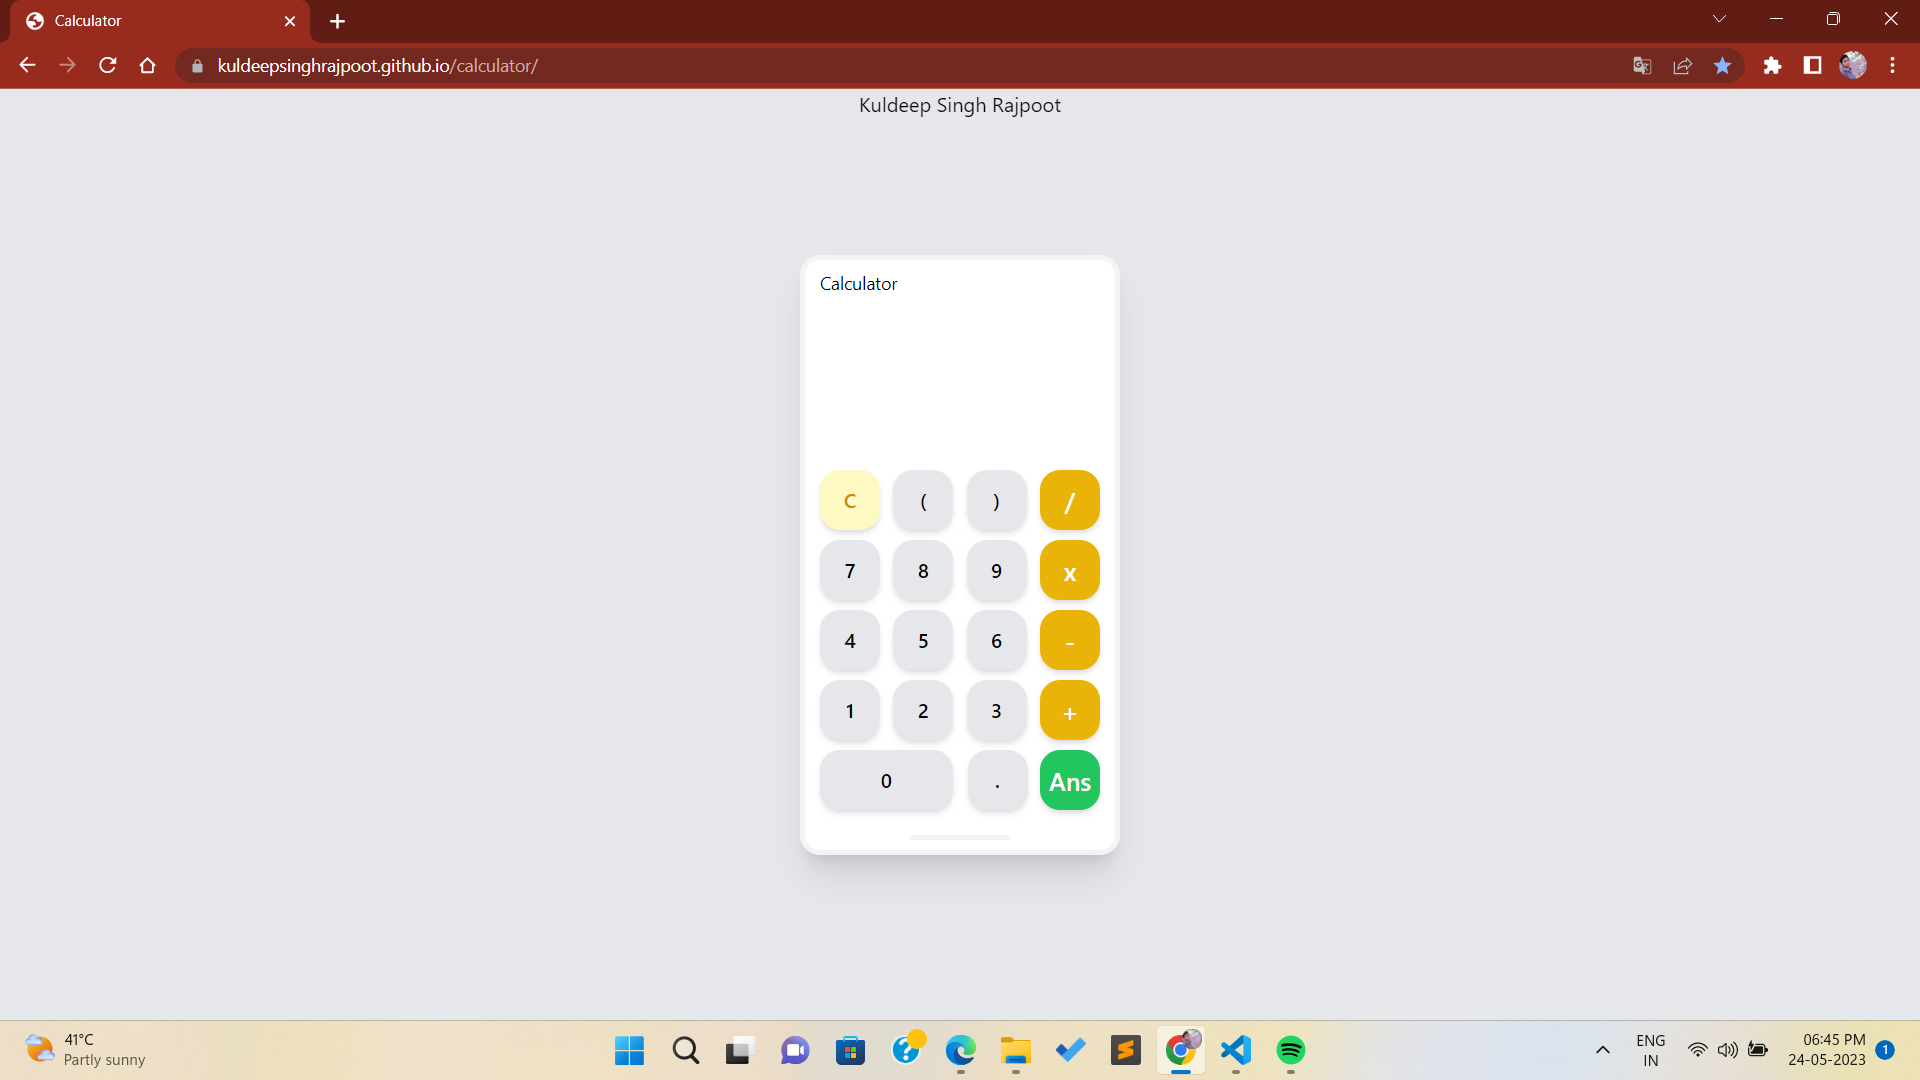 Calculator
kuldeepsinghrajpoot.github.io/calculator/
Kuldeep Singh Rajpoot
Calculator
C ( ) /
7 8 9 x
4 5 6 -
1 2 3 +
0 . Ans
41°C
Partly sunny
ENG
IN
06:45 PM
24-05-2023
1